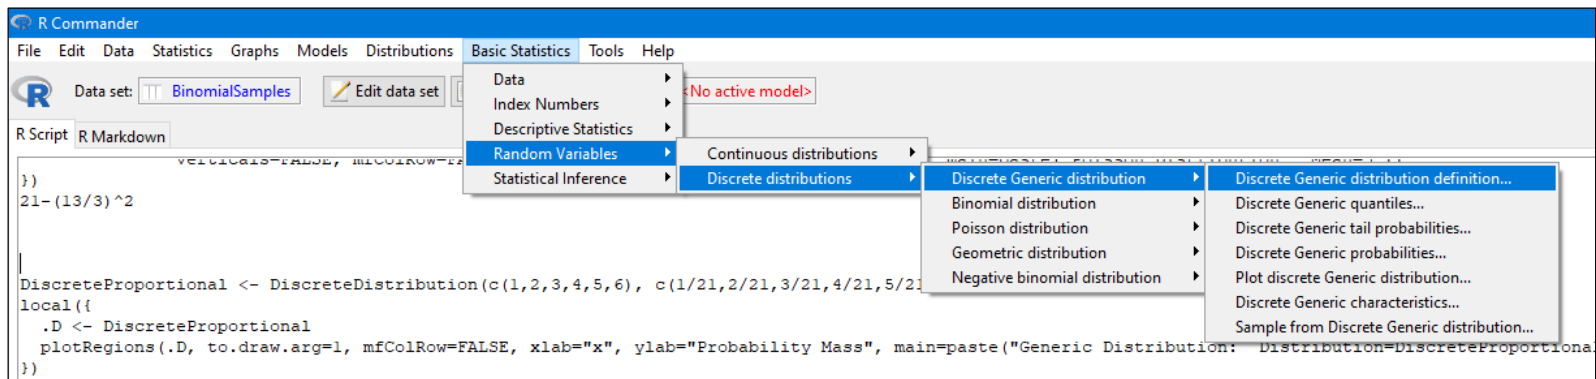 R Commander
File Edit Data Statistics Graphs Models Distributions Basic Statistics Tools Help
R Data set: BinomialSamples Edit data set <No active model>
Data
Index Numbers
Descriptive Statistics
Random Variables
Statistical Inference
Continuous distributions
Discrete distributions
Discrete Generic distribution
Binomial distribution
Poisson distribution
Geometric distribution
Negative binomial distribution
Discrete Generic distribution definition...
Discrete Generic quantiles...
Discrete Generic tail probabilities...
Discrete Generic probabilities...
Plot discrete Generic distribution...
Discrete Generic characteristics...
Sample from Discrete Generic distribution...
R Script R Markdown
verticals=FALSE,
})
21-(13/3)^2
DiscreteProportional <- DiscreteDistribution(c(1,2,3,4,5,6), c(1/21,2/21,3/21,4/21,5/21
local({
.D <- DiscreteProportional
plotRegions(.D, to.draw.arg=1, mfColRow=FALSE, xlab="x", ylab="Probability Mass", main=paste("Generic Distribution: Distribution=DiscreteProportional
})